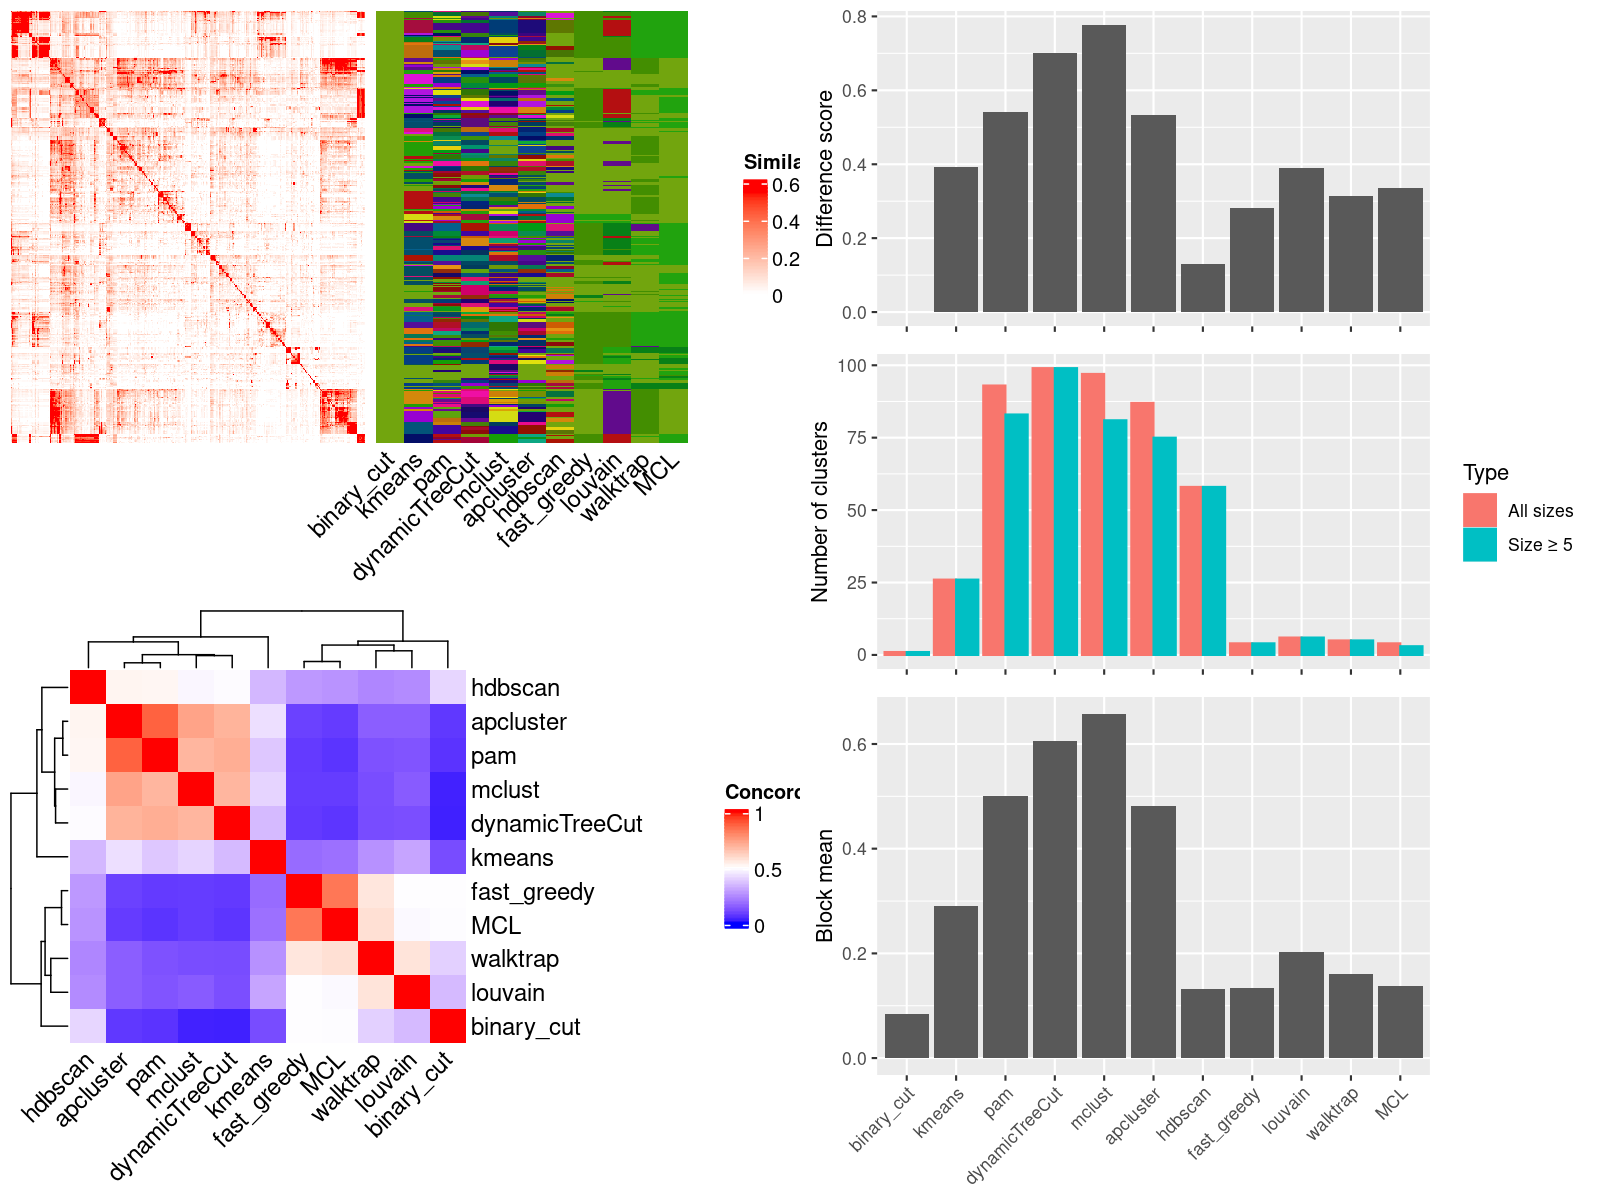 Simila
0.6
0.4
0.2
0
binary_cut
kmeans
pam
dynamicTreeCut
mclust
apcluster
hdbscan
fast_greedy
louvain
walktrap
MCL
hdbscan
apcluster
pam
mclust
dynamicTreeCut
kmeans
fast_greedy
MCL
walktrap
louvain
binary_cut
hdbscan
apcluster
pam
mclust
dynamicTreeCut
kmeans
fast_greedy
MCL
walktrap
louvain
binary_cut
Concord
1
0.5
0
Difference score
0.8
0.6
0.4
0.2
0.0
Number of clusters
100
75
50
25
0
Type
All sizes
Size ≥ 5
Block mean
0.6
0.4
0.2
0.0
binary_cut
kmeans
pam
dynamicTreeCut
mclust
apcluster
hdbscan
fast_greedy
louvain
walktrap
MCL